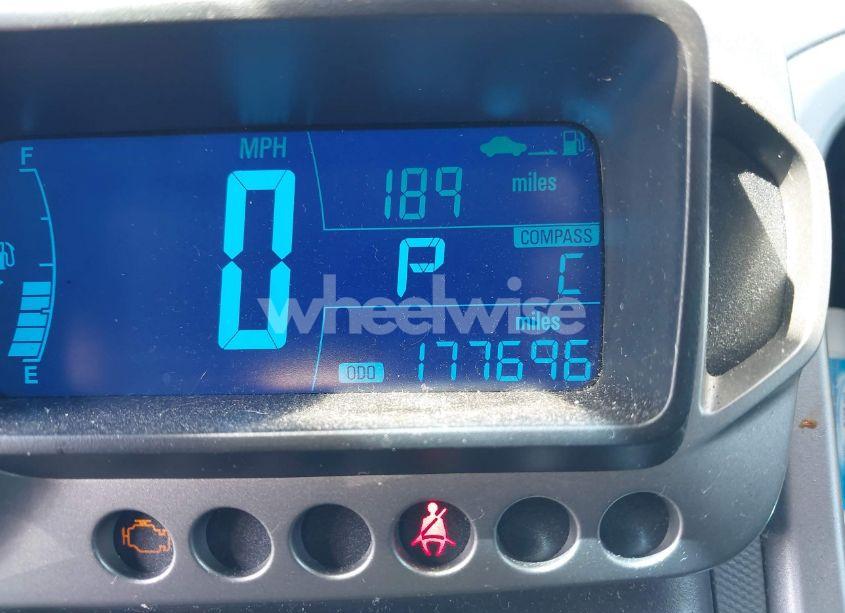 F
MPH
189 miles
COMPASS
0
P
C
wheelwise
miles
E
ODO 177696